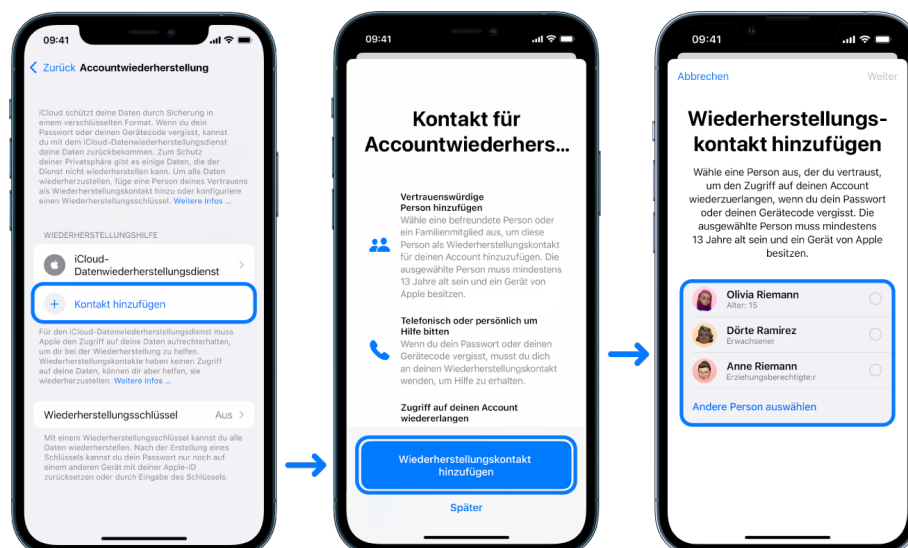 09:41
Zurück Accountwiederherstellung
iCloud schützt deine Daten durch Sicherung in
einem verschlüsselten Format. Wenn du dein
Passwort oder deinen Gerätecode vergisst, kannst
du mit dem iCloud-Datenwiederherstellungsdienst
deine Daten zurückbekommen. Zum Schutz
deiner Privatsphäre gibt es einige Daten, die der
Dienst nicht wiederherstellen kann. Um alle Daten
wiederherzustellen, füge eine Person deines Vertrauens
als Wiederherstellungskontakt hinzu oder konfiguriere
einen Wiederherstellungsschlüssel. Weitere Infos ...
WIEDERHERSTELLUNGSHILFE
iCloud-
Datenwiederherstellungsdienst
Kontakt hinzufügen
Für den iCloud-Datenwiederherstellungsdienst muss
Apple den Zugriff auf deine Daten aufrechterhalten,
um dir bei der Wiederherstellung zu helfen.
Wiederherstellungskontakte haben keinen Zugriff
auf deine Daten, können dir aber helfen, sie
wiederherzustellen. Weitere Infos ...
Wiederherstellungsschlüssel Aus
Mit einem Wiederherstellungsschlüssel kannst du alle
Daten wiederherstellen. Nach der Erstellung eines
Schlüssels kannst du dein Passwort nur noch auf
einem anderen Gerät mit deiner Apple-ID
zurücksetzen oder durch Eingabe des Schlüssels.
09:41
Kontakt für
Accountwiederhers...
Vertrauenswürdige
Person hinzufügen
Wähle eine befreundete Person oder
ein Familienmitglied aus, um diese
Person als Wiederherstellungskontakt
für deinen Account hinzuzufügen. Die
ausgewählte Person muss mindestens
13 Jahre alt sein und ein Gerät von
Apple besitzen.
Telefonisch oder persönlich um
Hilfe bitten
Wenn du dein Passwort oder deinen
Gerätecode vergisst, musst du dich
an deinen Wiederherstellungskontakt
wenden, um Hilfe zu erhalten.
Zugriff auf deinen Account
wiedererlangen
Wiederherstellungskontakt
hinzufügen
Später
09:41
Abbrechen Weiter
Wiederherstellungs-
kontakt hinzufügen
Wähle eine Person aus, der du vertraust,
um den Zugriff auf deinen Account
wiederzuerlangen, wenn du dein Passwort
oder deinen Gerätecode vergisst. Die
ausgewählte Person muss mindestens
13 Jahre alt sein und ein Gerät von Apple
besitzen.
Olivia Riemann
Alter: 15
Dörte Ramirez
Erwachsener
Anne Riemann
Erziehungsberechtigte:r
Andere Person auswählen